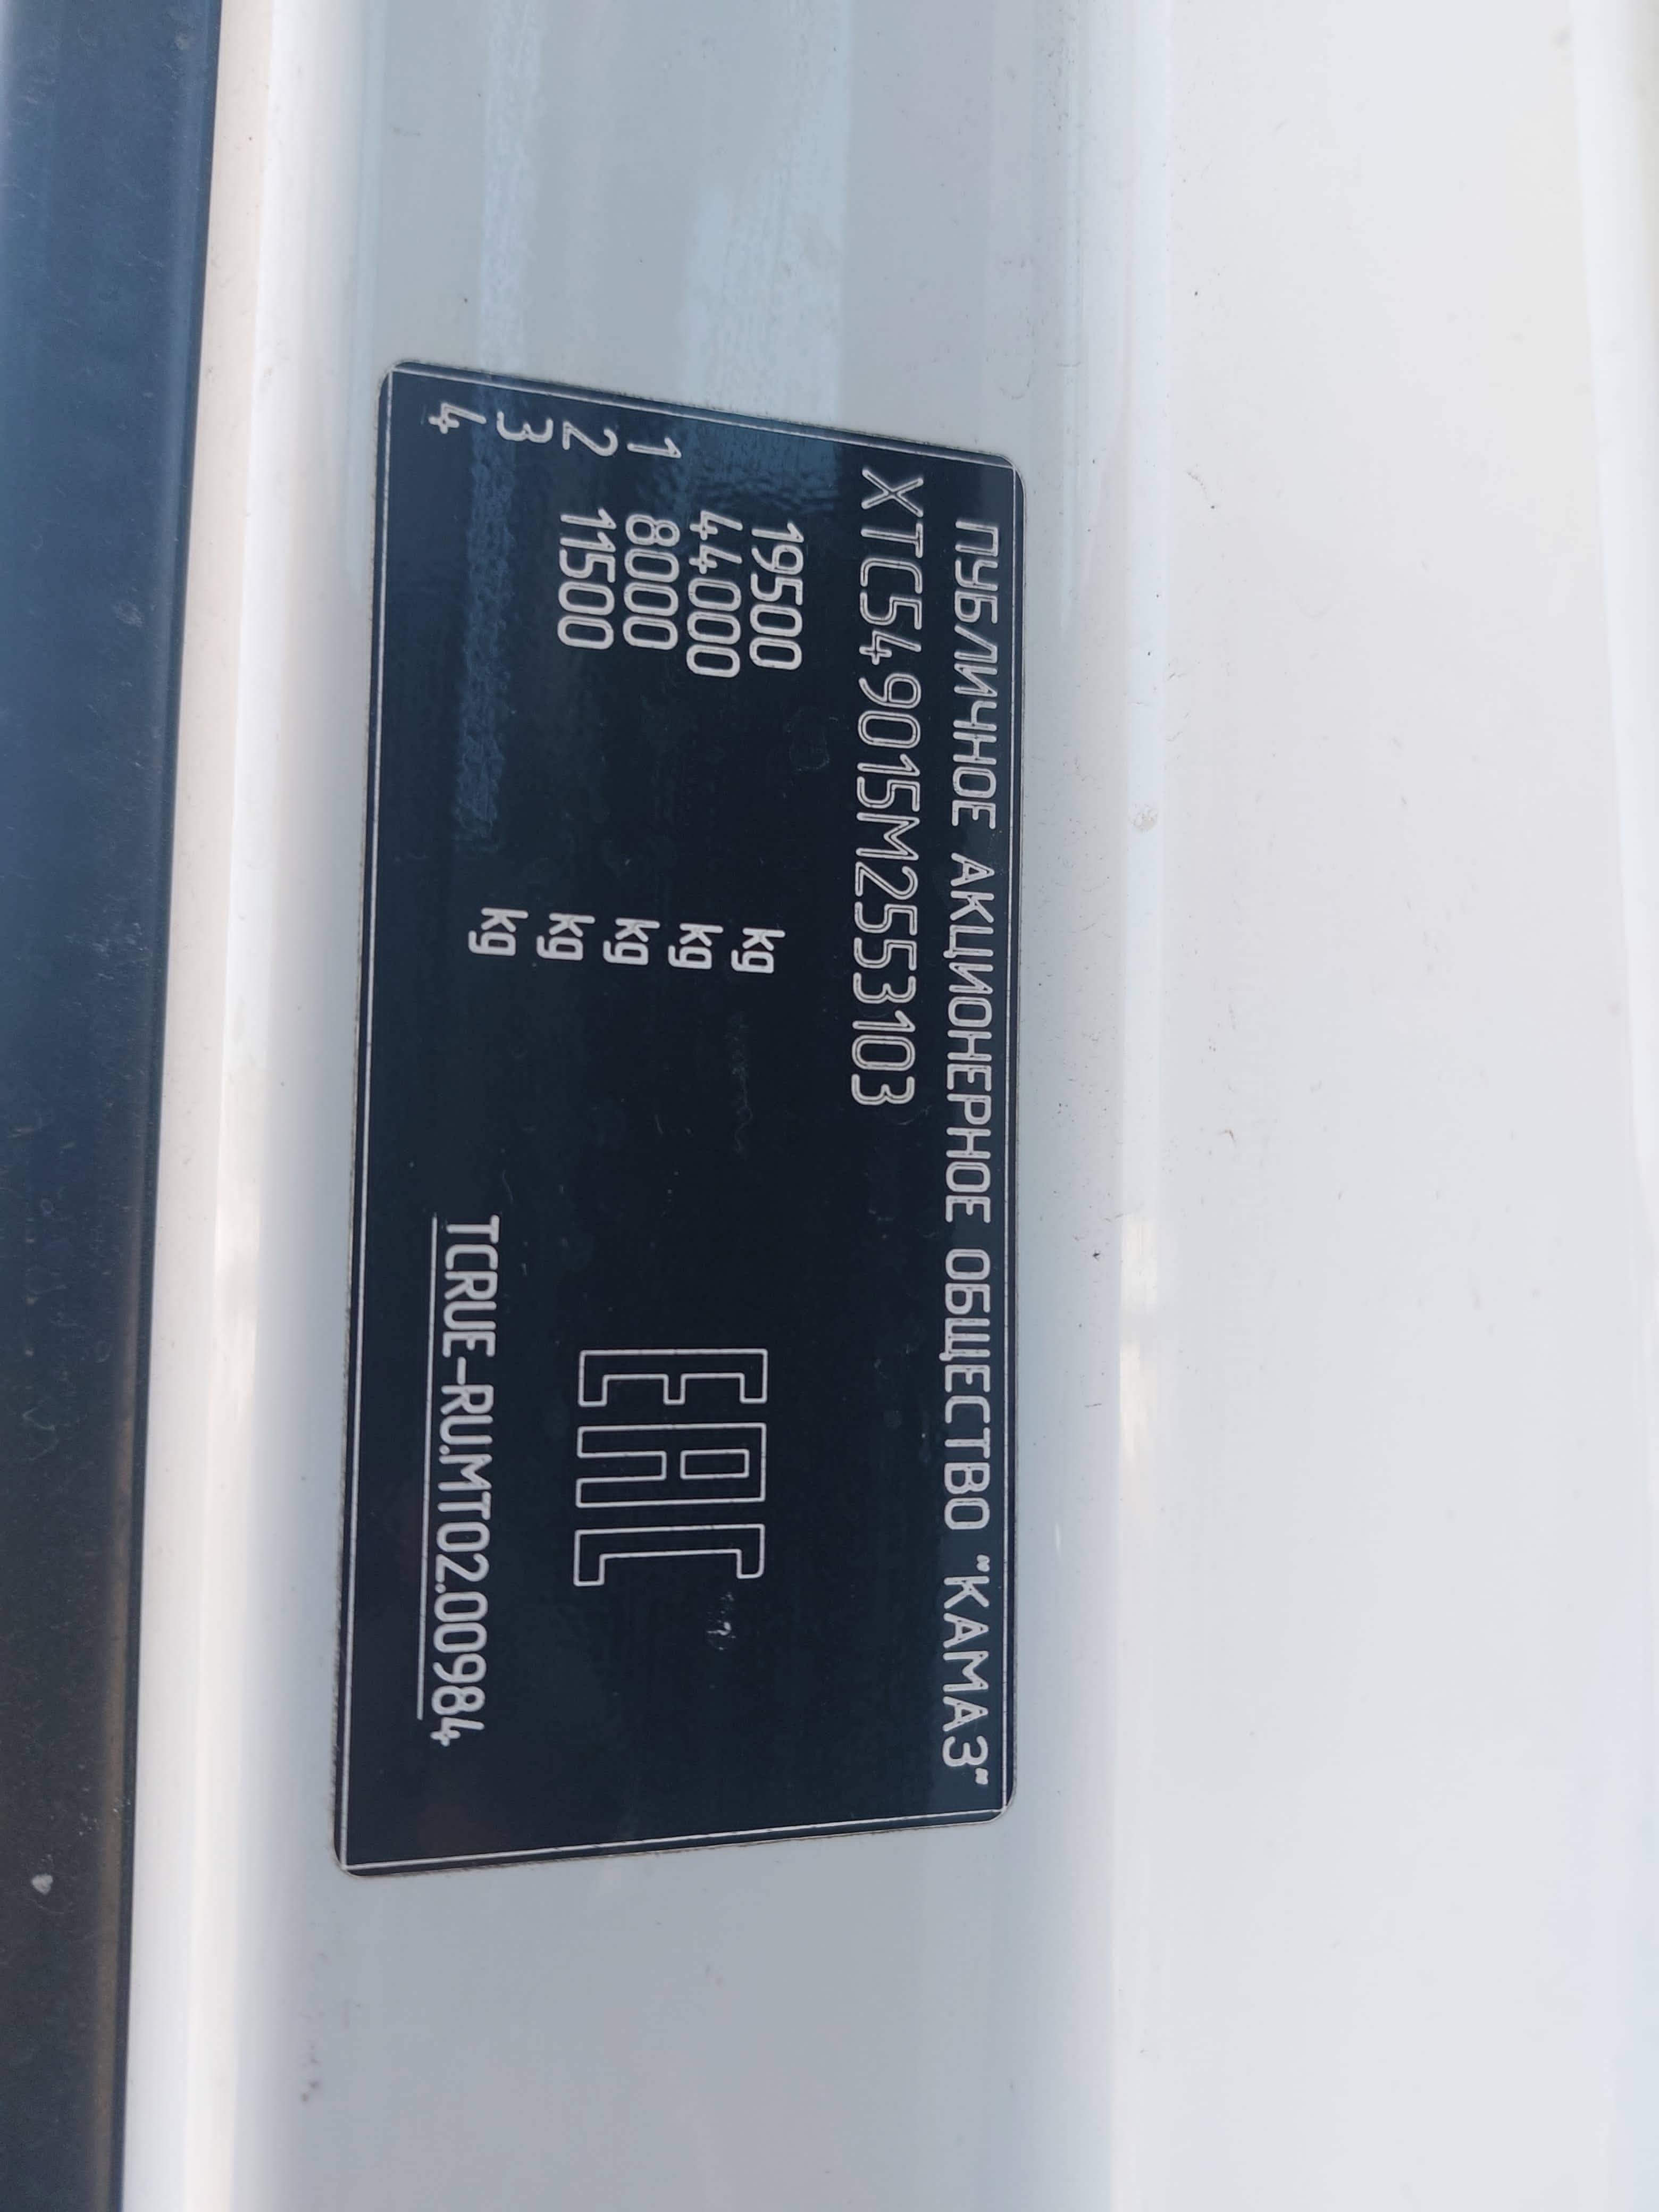 ПУБЛИЧНОЕ АКЦИОНЕРНОЕ ОБЩЕСТВО "КАМАЗ"
XTC549015M2553103
19500 kg
44000 kg
1 8000 kg
2 11500 kg
3 kg
4
EAC
TCRUE-RU.MT02.00984